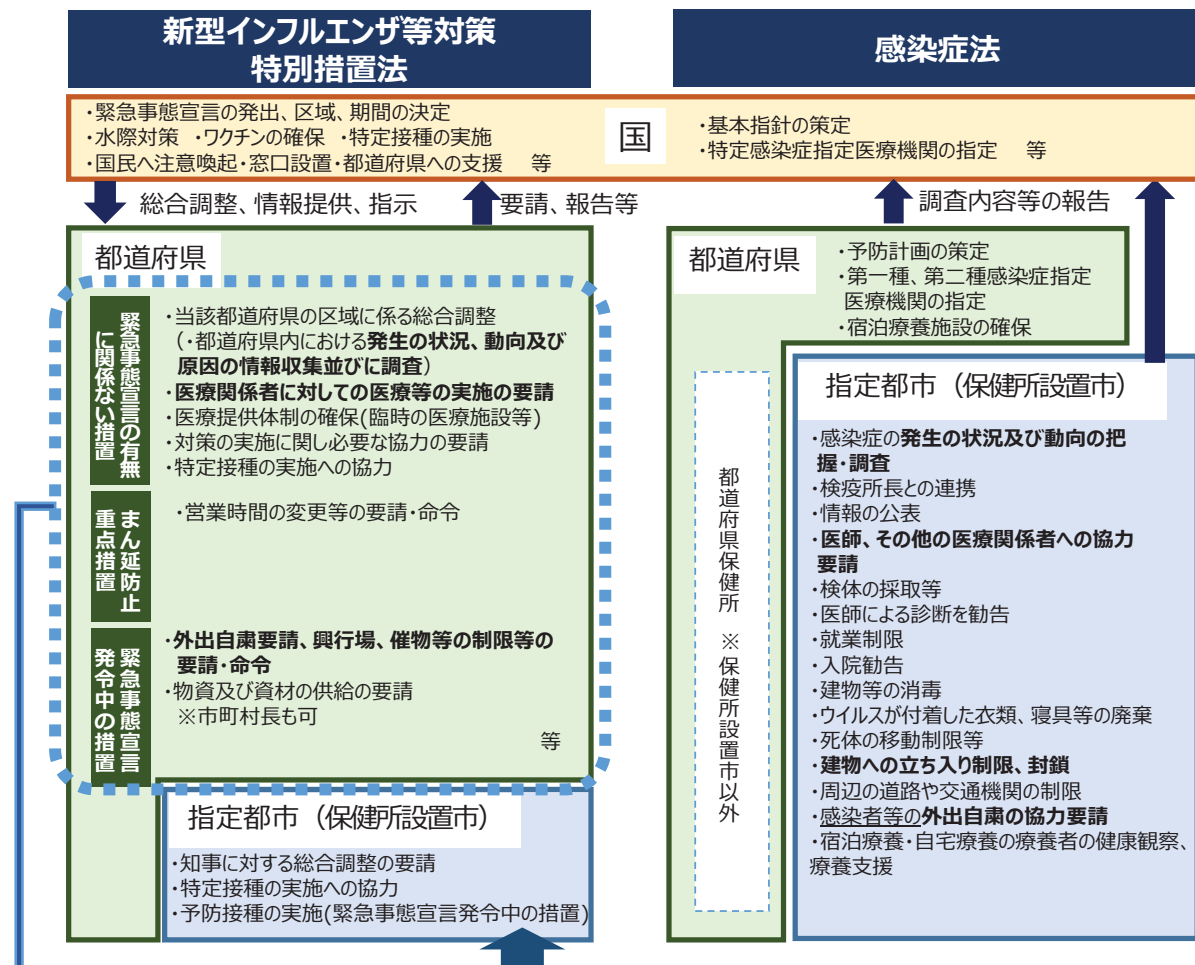 新型インフルエンザ等対策
特別措置法
感染症法
・緊急事態宣言の発出、区域、期間の決定
・水際対策 ・ワクチンの確保 ・特定接種の実施
・国民へ注意喚起・窓口設置・都道府県への支援 等
国
・基本指針の策定
・特定感染症指定医療機関の指定 等
総合調整、情報提供、指示
要請、報告等
調査内容等の報告
都道府県
緊急事態宣言の有無
に関係ない措置
・当該都道府県の区域に係る総合調整
(・都道府県内における発生の状況、動向及び
原因の情報収集並びに調査)
・医療関係者に対しての医療等の実施の要請
・医療提供体制の確保(臨時の医療施設等)
・対策の実施に関し必要な協力の要請
・特定接種の実施への協力
まん延防止
重点措置
・営業時間の変更等の要請・命令
緊急事態宣言
発令中の措置
・外出自粛要請、興行場、催物等の制限等の
要請・命令
・物資及び資材の供給の要請
※市町村長も可
等
指定都市(保健所設置市)
・知事に対する総合調整の要請
・特定接種の実施への協力
・予防接種の実施(緊急事態宣言発令中の措置)
都道府県
・予防計画の策定
・第一種、第二種感染症指定
医療機関の指定
・宿泊療養施設の確保
都道府県保健所 ※保健所設置市以外
指定都市(保健所設置市)
・感染症の発生の状況及び動向の把
握・調査
・検疫所長との連携
・情報の公表
・医師、その他の医療関係者への協力
要請
・検体の採取等
・医師による診断を勧告
・就業制限
・入院勧告
・建物等の消毒
・ウイルスが付着した衣類、寝具等の廃棄
・死体の移動制限等
・建物への立ち入り制限、封鎖
・周辺の道路や交通機関の制限
・感染者等の外出自粛の協力要請
・宿泊療養・自宅療養の療養者の健康観察、
療養支援